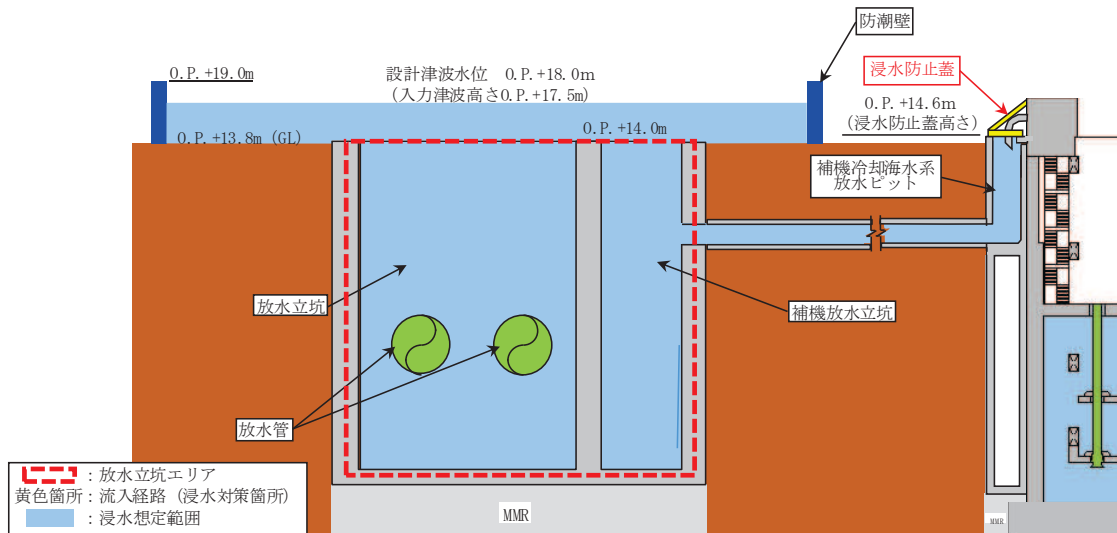 防潮壁
O.P.+19.0m
設計津波水位 O.P.+18.0m
(入力津波高さO.P.+17.5m)
浸水防止蓋
O.P.+14.6m
(浸水防止蓋高さ)
O.P.+13.8m (GL)
O.P.+14.0m
補機冷却海水系
放水ピット
放水立坑
補機放水立坑
放水管
：放水立坑エリア
黄色箇所：流入経路（浸水対策箇所）
：浸水想定範囲
MMR
MMR